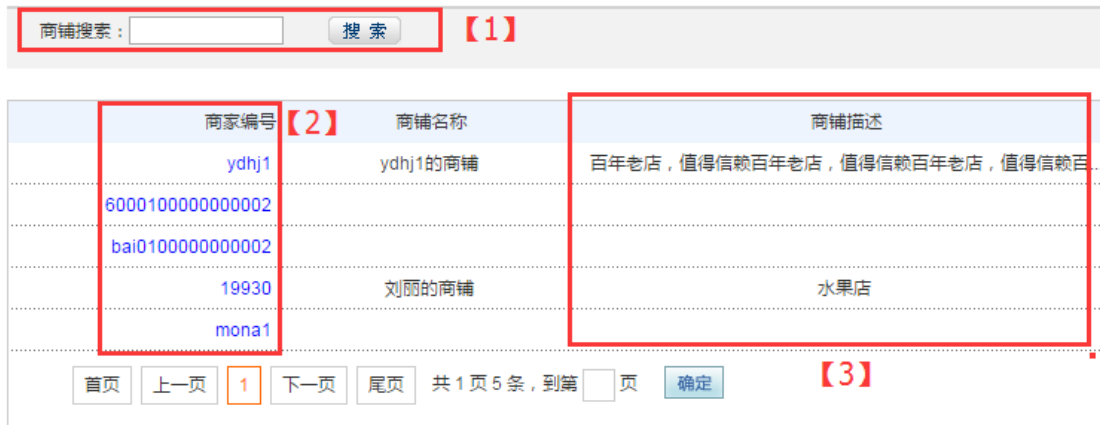 商铺搜索： 搜 索 【1】
商家编号 【2】 商铺名称 商铺描述
ydhj1 ydhj1的商铺 百年老店，值得信赖百年老店，值得信赖百年老店，值得信赖百...
6000100000000002
bai0100000000002
19930 刘丽的商铺 水果店
mona1
首页 上一页 1 下一页 尾页 共 1 页 5 条，到第 页 确定 【3】